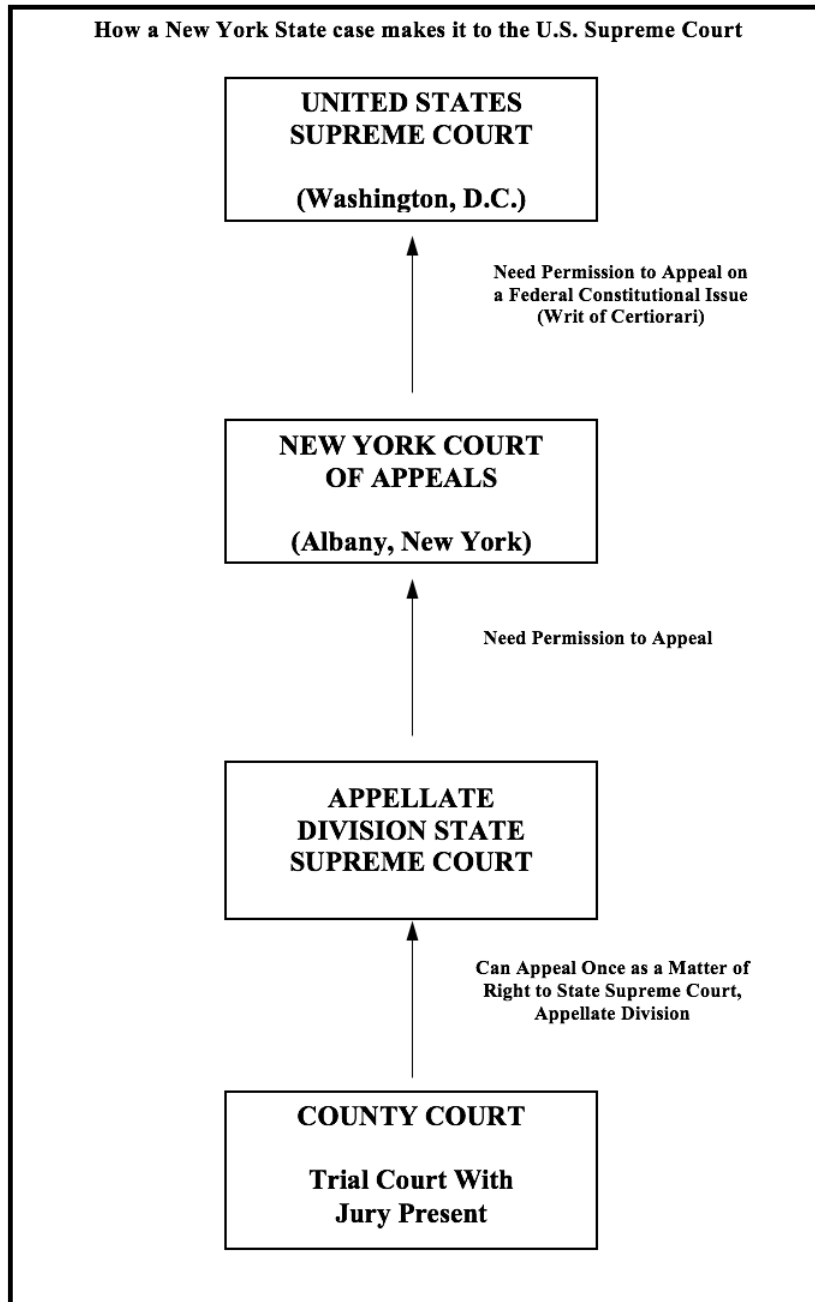 How a New York State case makes it to the U.S. Supreme Court
UNITED STATES
SUPREME COURT
(Washington, D.C.)
Need Permission to Appeal on
a Federal Constitutional Issue
(Writ of Certiorari)
NEW YORK COURT
OF APPEALS
(Albany, New York)
Need Permission to Appeal
APPELLATE
DIVISION STATE
SUPREME COURT
Can Appeal Once as a Matter of
Right to State Supreme Court,
Appellate Division
COUNTY COURT
Trial Court With
Jury Present